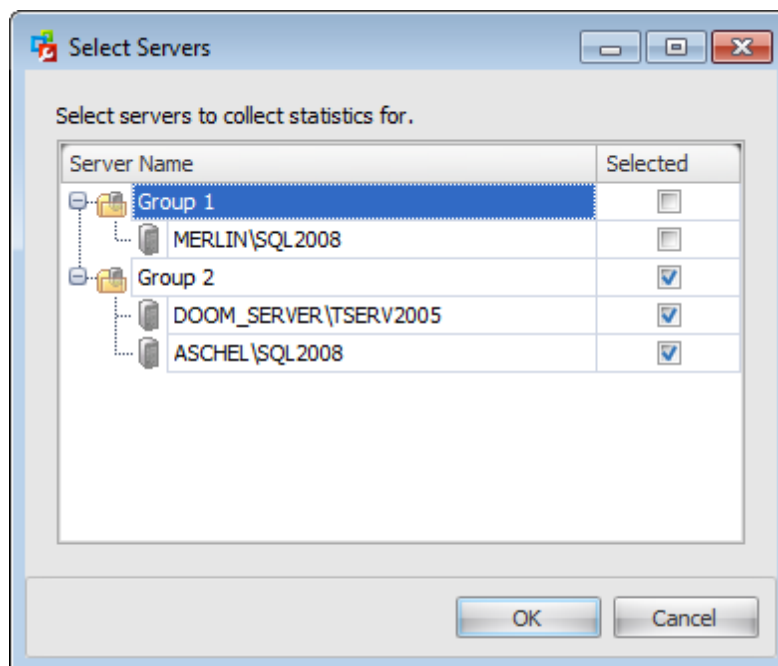 Select Servers
Select servers to collect statistics for.
Server Name Selected
Group 1
MERLIN\SQL2008
Group 2
DOOM_SERVER\TSERV2005
ASCHEL\SQL2008
OK Cancel